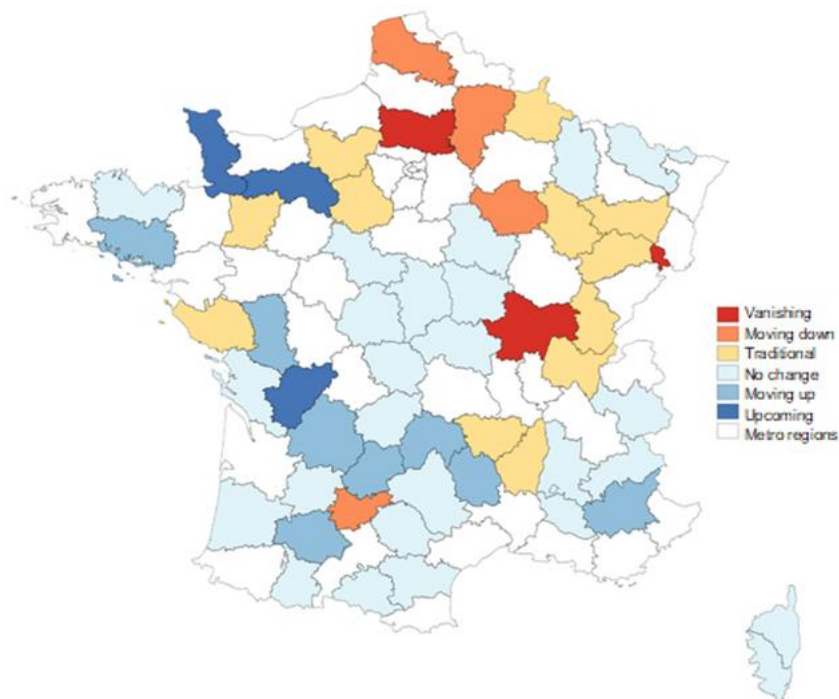 Vanishing
Moving down
Traditional
No change
Moving up
Upcoming
Metro regions